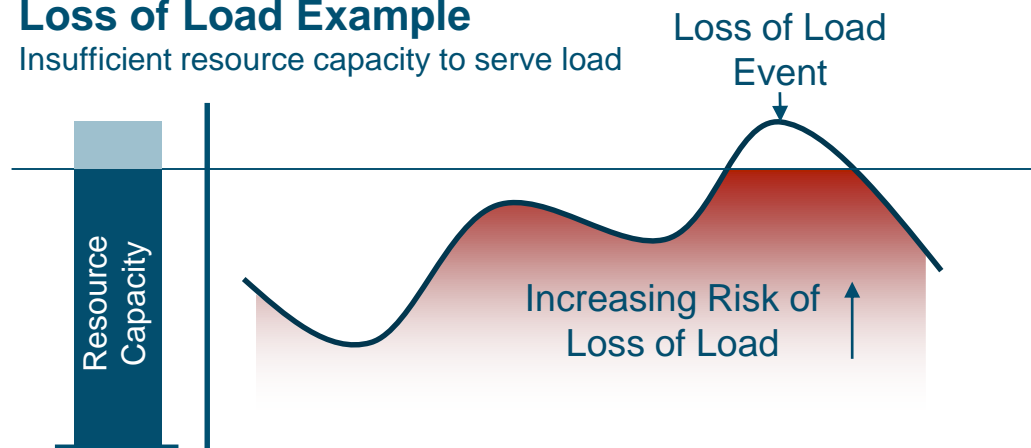 Loss of Load Example
Insufficient resource capacity to serve load
Loss of Load
Event
Resource
Capacity
Increasing Risk of
Loss of Load